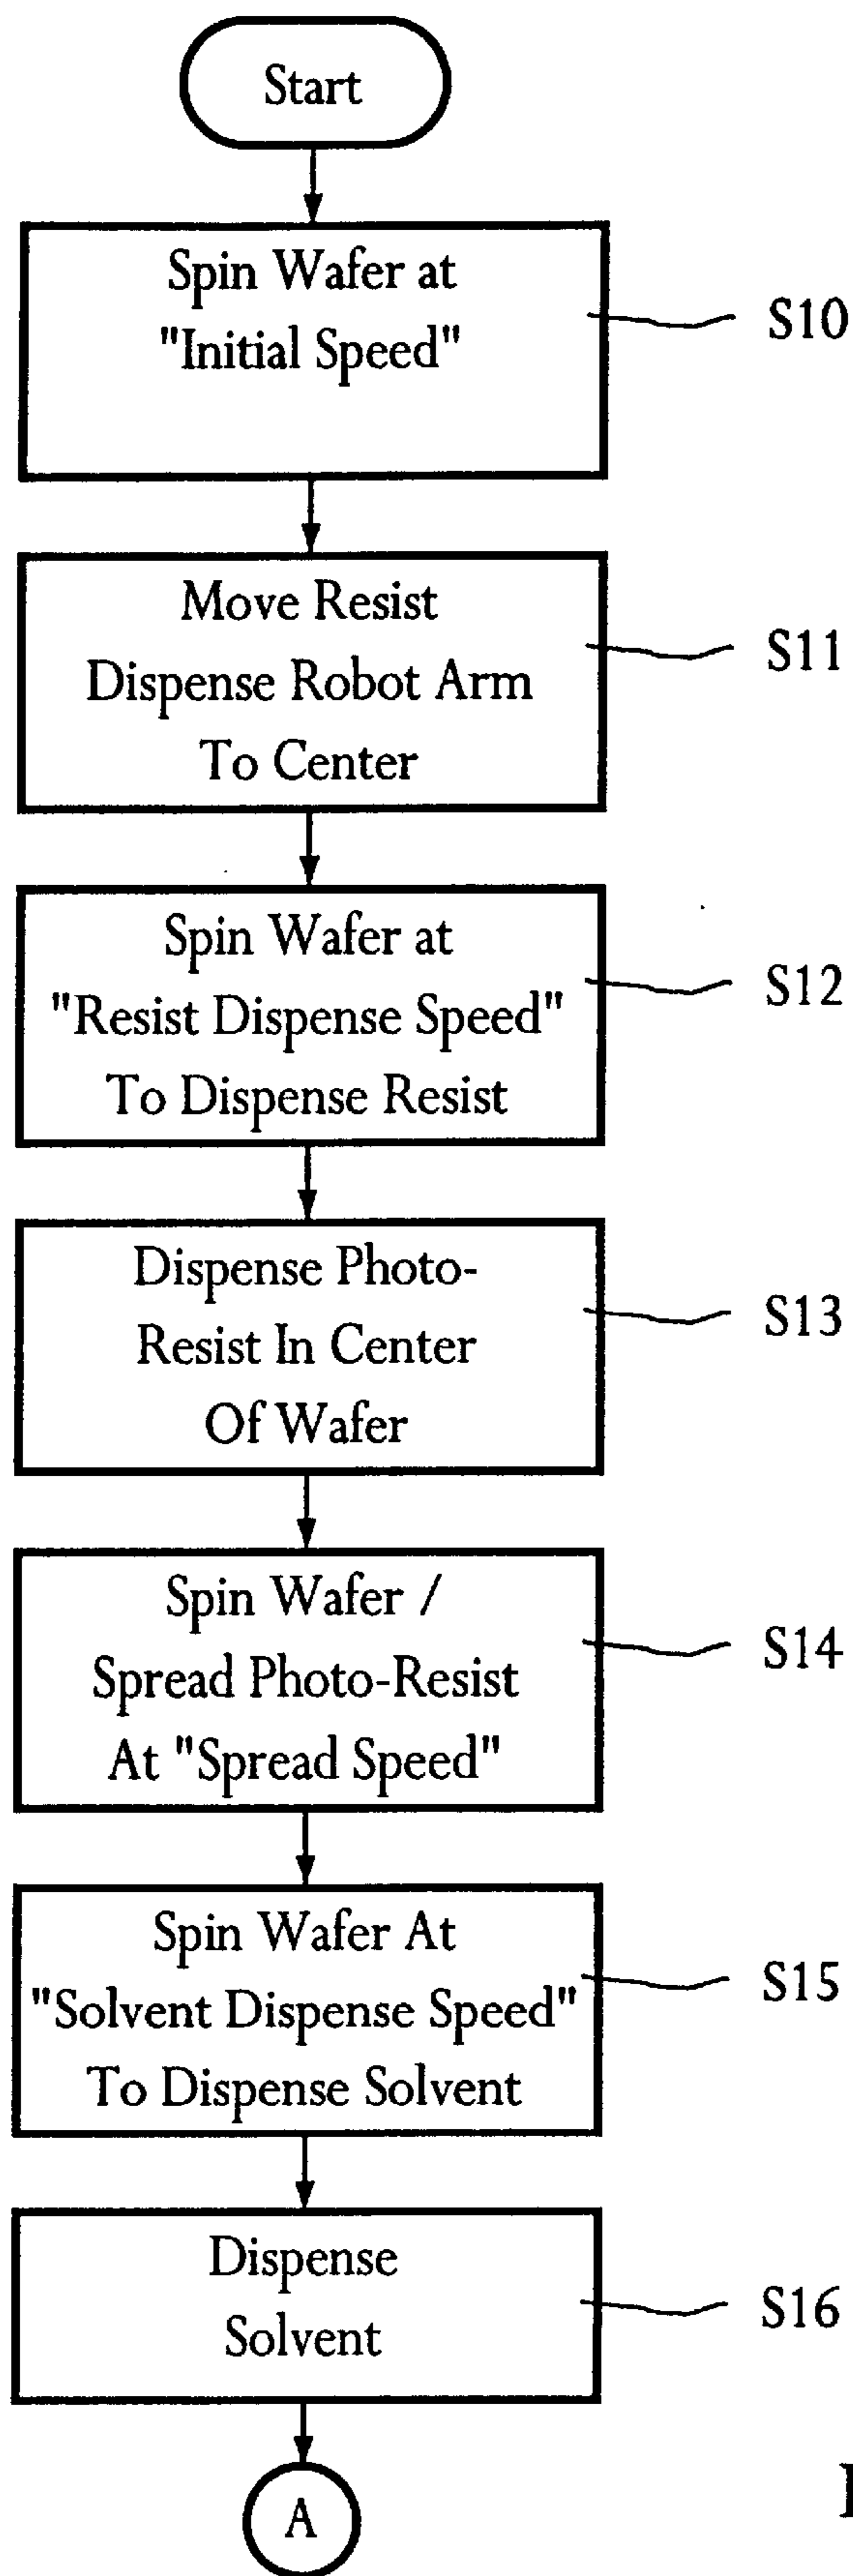 Start
Spin Wafer at
"Initial Speed"
S10
Move Resist
Dispense Robot Arm
To Center
S11
Spin Wafer at
"Resist Dispense Speed"
To Dispense Resist
S12
Dispense Photo-
Resist In Center
Of Wafer
S13
Spin Wafer /
Spread Photo-Resist
At "Spread Speed"
S14
Spin Wafer At
"Solvent Dispense Speed"
To Dispense Solvent
S15
Dispense
Solvent
S16
A